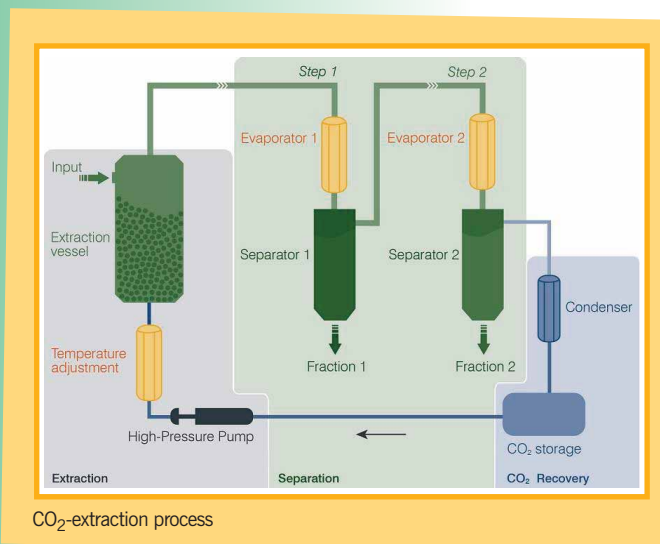 Step 1
Step 2
Evaporator 1
Evaporator 2
Input
Extraction
vessel
Separator 1
Separator 2
Condenser
Temperature
adjustment
Fraction 1
Fraction 2
High-Pressure Pump
CO₂ storage
Extraction
Separation
CO₂ Recovery
CO₂-extraction process